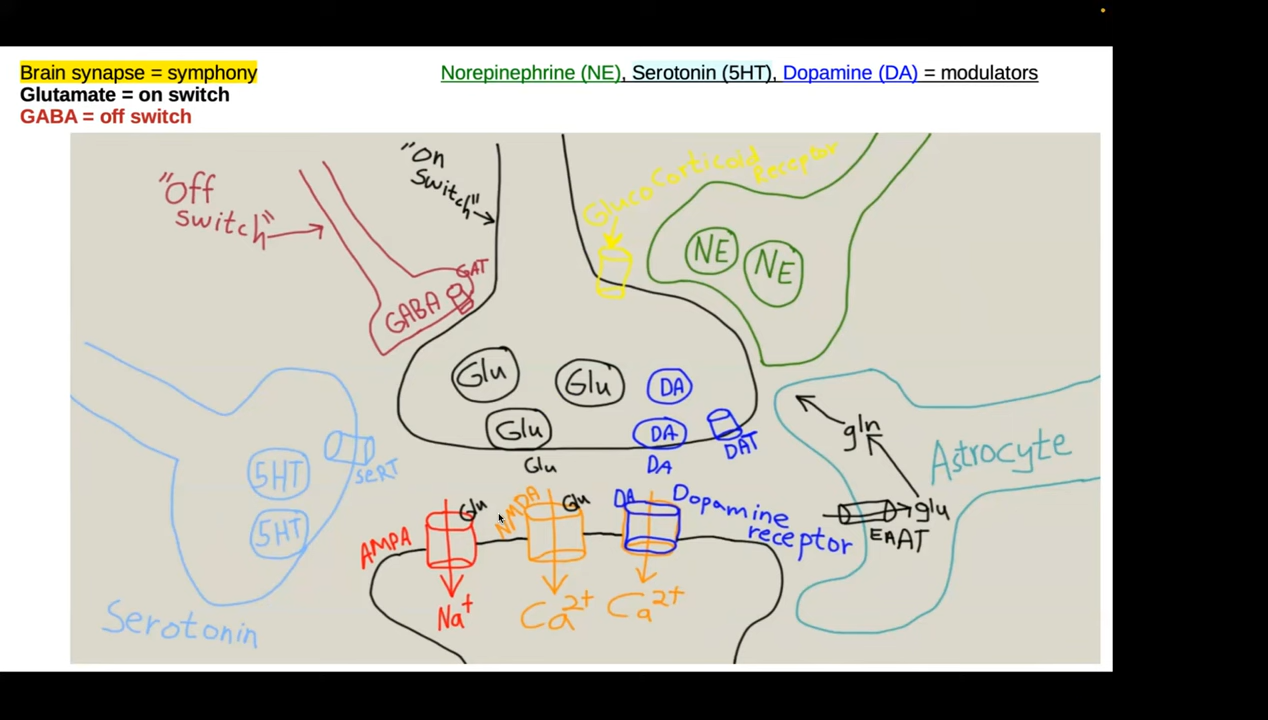 Brain synapse = symphony
Glutamate = on switch
GABA = off switch
Norepinephrine (NE), Serotonin (5HT), Dopamine (DA) = modulators
"Off
switch"
"On
Switch"
GlucoCorticoid Receptor
NE
NE
GAT
GABA
Glu
Glu
DA
Glu
DA
DAT
Glu
DA
5HT
SERT
5HT
Serotonin
gln
Astrocyte
glu
EAAT
AMPA
Glu
NMDA
Glu
DA
Dopamine
receptor
Na+
Ca2+
Ca2+